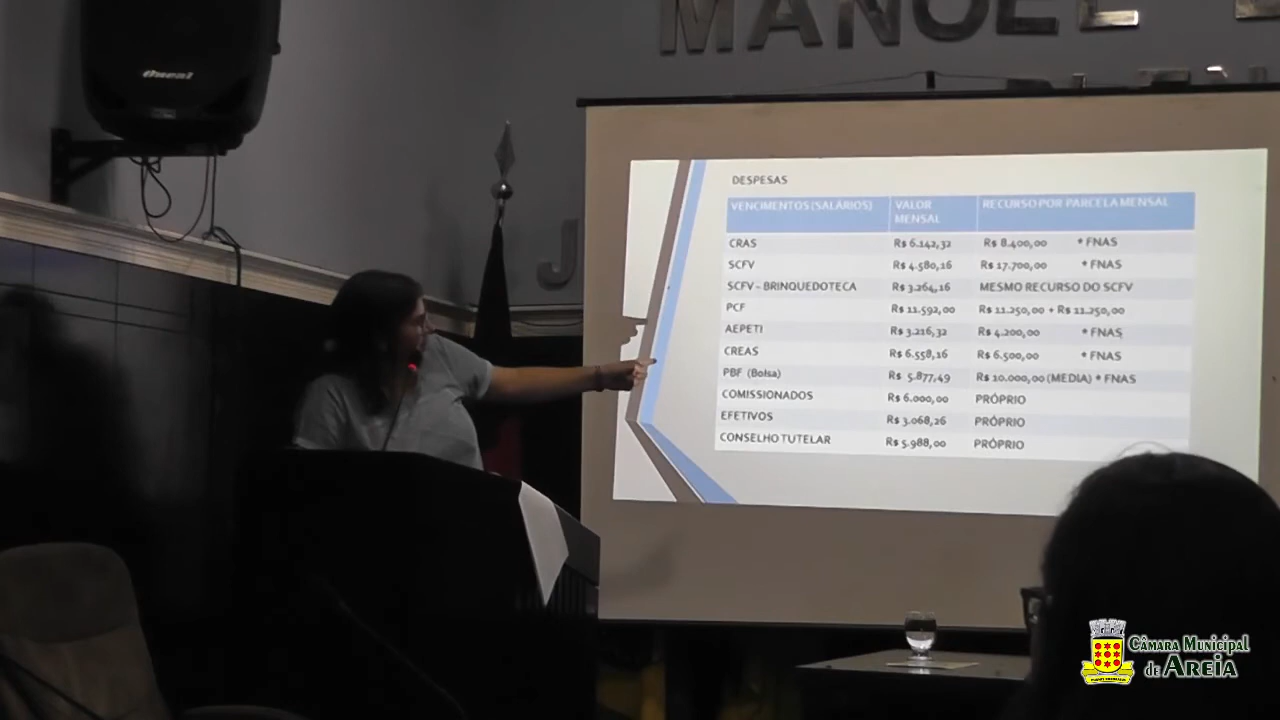 Oneal
MANOEL
J
DESPESAS
VENCIMENTOS (SALÁRIOS) VALOR MENSAL RECURSO POR PARCELA MENSAL
CRAS R$ 6.142,32 R$ 8.400,00 * FNAS
SCFV R$ 4.580,16 R$ 17.700,00 * FNAS
SCFV - BRINQUEDOTECA R$ 3.264,16 MESMO RECURSO DO SCFV
PCF R$ 11.592,00 R$ 11.250,00 + R$ 11.250,00
AEPETI R$ 3.216,32 R$ 4.200,00 * FNAS
CREAS R$ 6.558,16 R$ 6.500,00 * FNAS
PBF (Bolsa) R$ 5.877,49 R$ 10.000,00 (MEDIA) * FNAS
COMISSIONADOS R$ 6.000,00 PRÓPRIO
EFETIVOS R$ 3.068,26 PRÓPRIO
CONSELHO TUTELAR R$ 5.988,00 PRÓPRIO
CÂMARA MUNICIPAL
DE AREIA